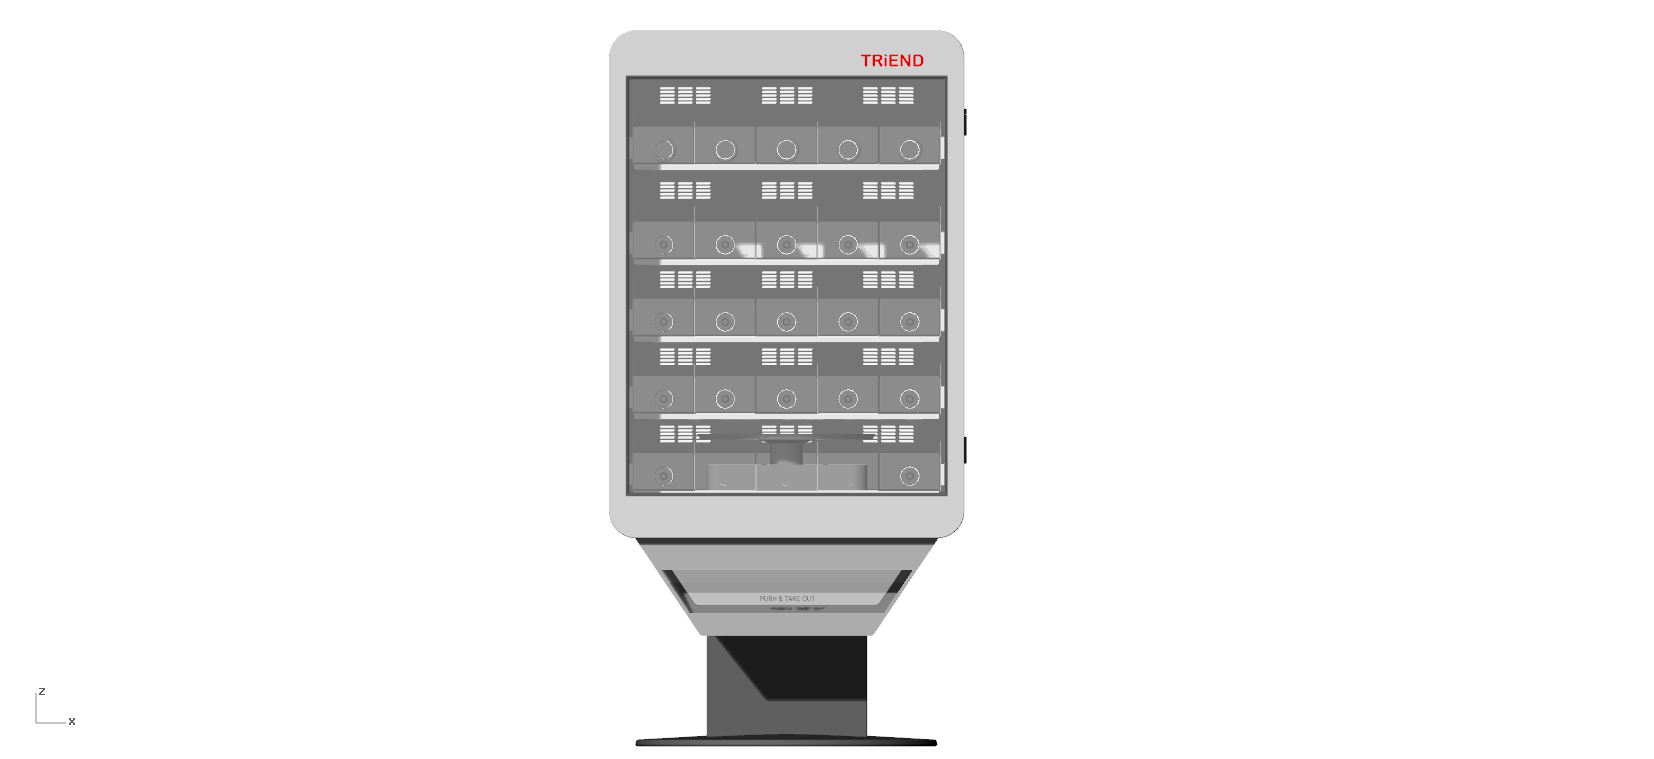 TRiEND
PUSH & TAKE OUT
z
x